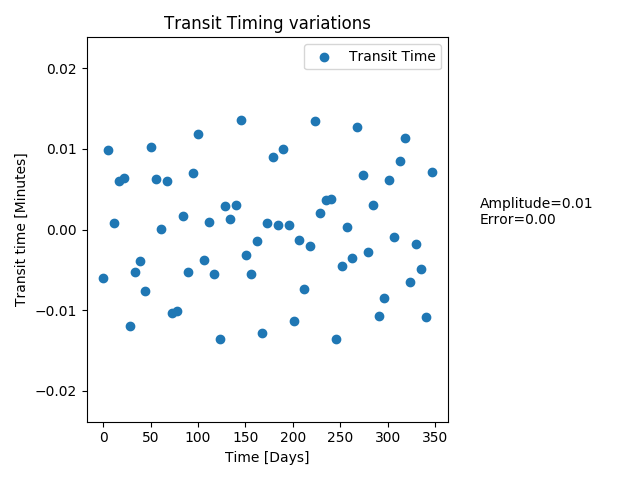 Transit Timing variations
Transit Time
0.02
0.01
0.00
−0.01
−0.02
Transit time [Minutes]
Amplitude=0.01
Error=0.00
0 50 100 150 200 250 300 350
Time [Days]